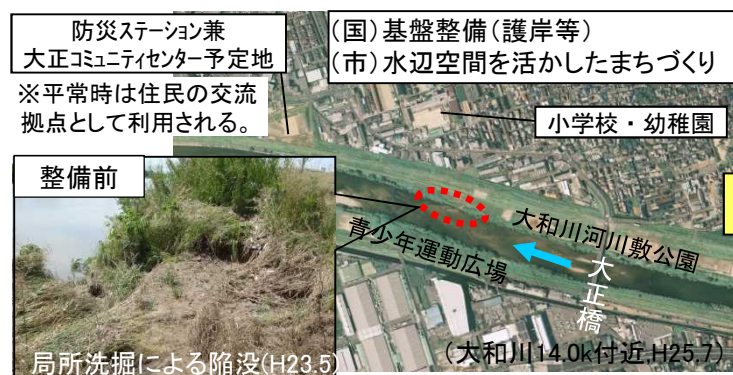 防災ステーション兼
大正コミュニティセンター予定地
※平常時は住民の交流
拠点として利用される。
(国)基盤整備(護岸等)
(市)水辺空間を活かしたまちづくり
小学校・幼稚園
整備前
大和川河川敷公園
青少年運動広場
大正橋
局所洗掘による陥没(H23.5)
(大和川14.0k付近,H25.7)